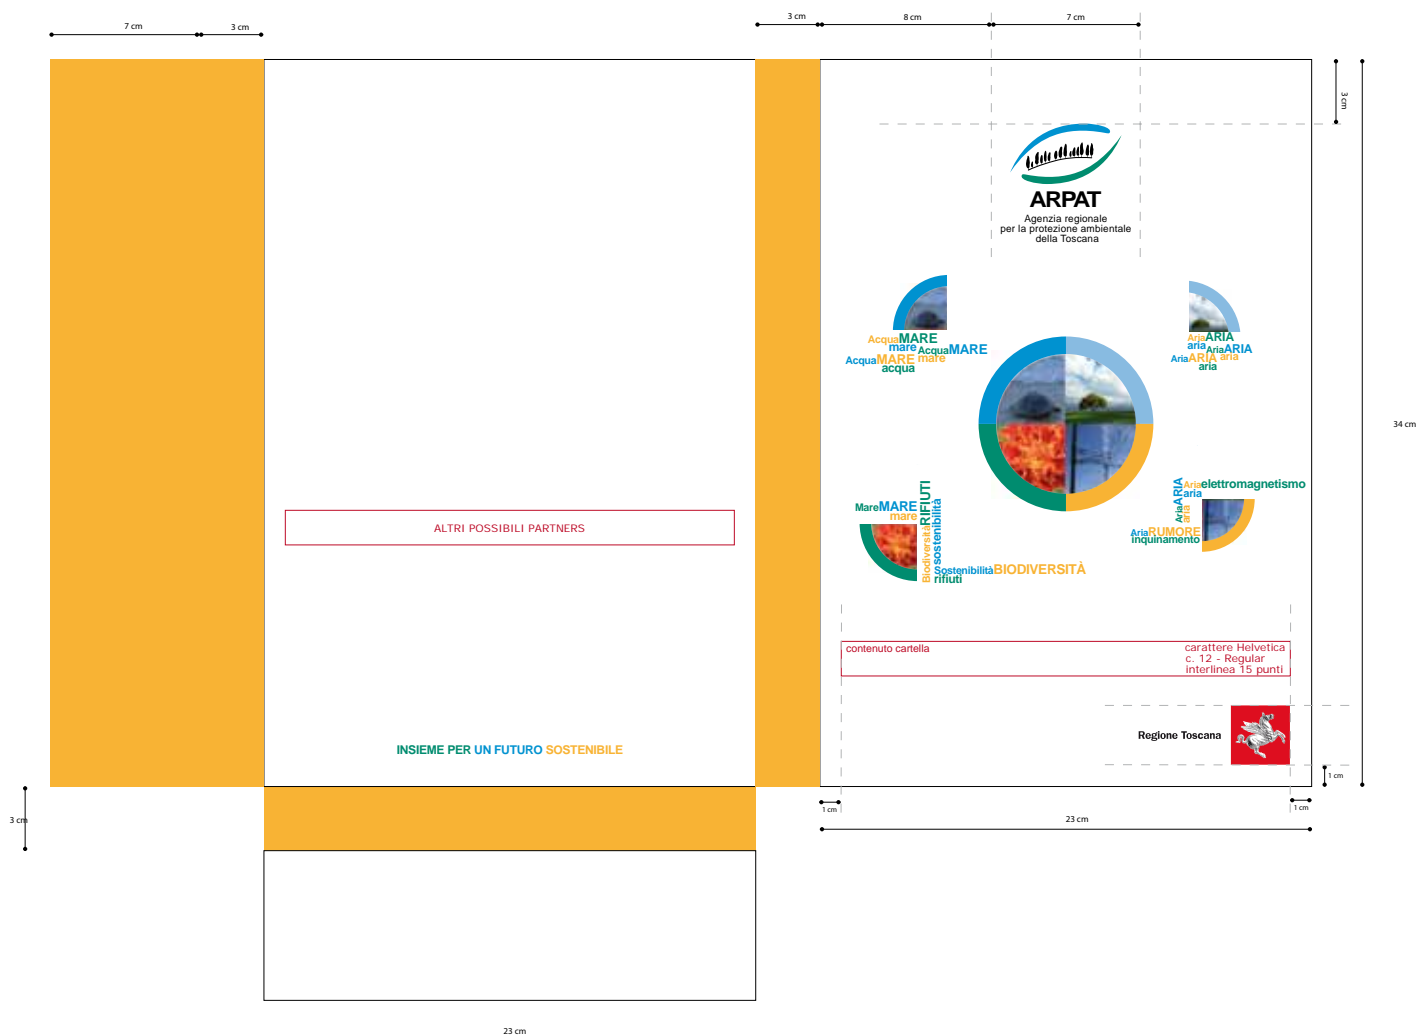 7 cm
3 cm
3 cm
8 cm
7 cm
3 cm
ARPAT
Agenzia regionale
per la protezione ambientale
della Toscana
AcquaMARE
mare AcquaMARE
AcquaMARE mare
acqua
AriaARIA
aria AriaARIA
AriaARIA aria
aria
34 cm
MareMARE
mare
RIFIUTI
Biodiversità
sostenibilità
SostenibilitàBIODIVERSITÀ
rifiuti
AriaARIA
aria
Ariaelettromagnetismo
aria
AriaRUMORE
inquinamento
ALTRI POSSIBILI PARTNERS
contenuto cartella
carattere Helvetica
c. 12 - Regular
interlinea 15 punti
Regione Toscana
INSIEME PER UN FUTURO SOSTENIBILE
1 cm
1 cm
1 cm
23 cm
3 cm
23 cm